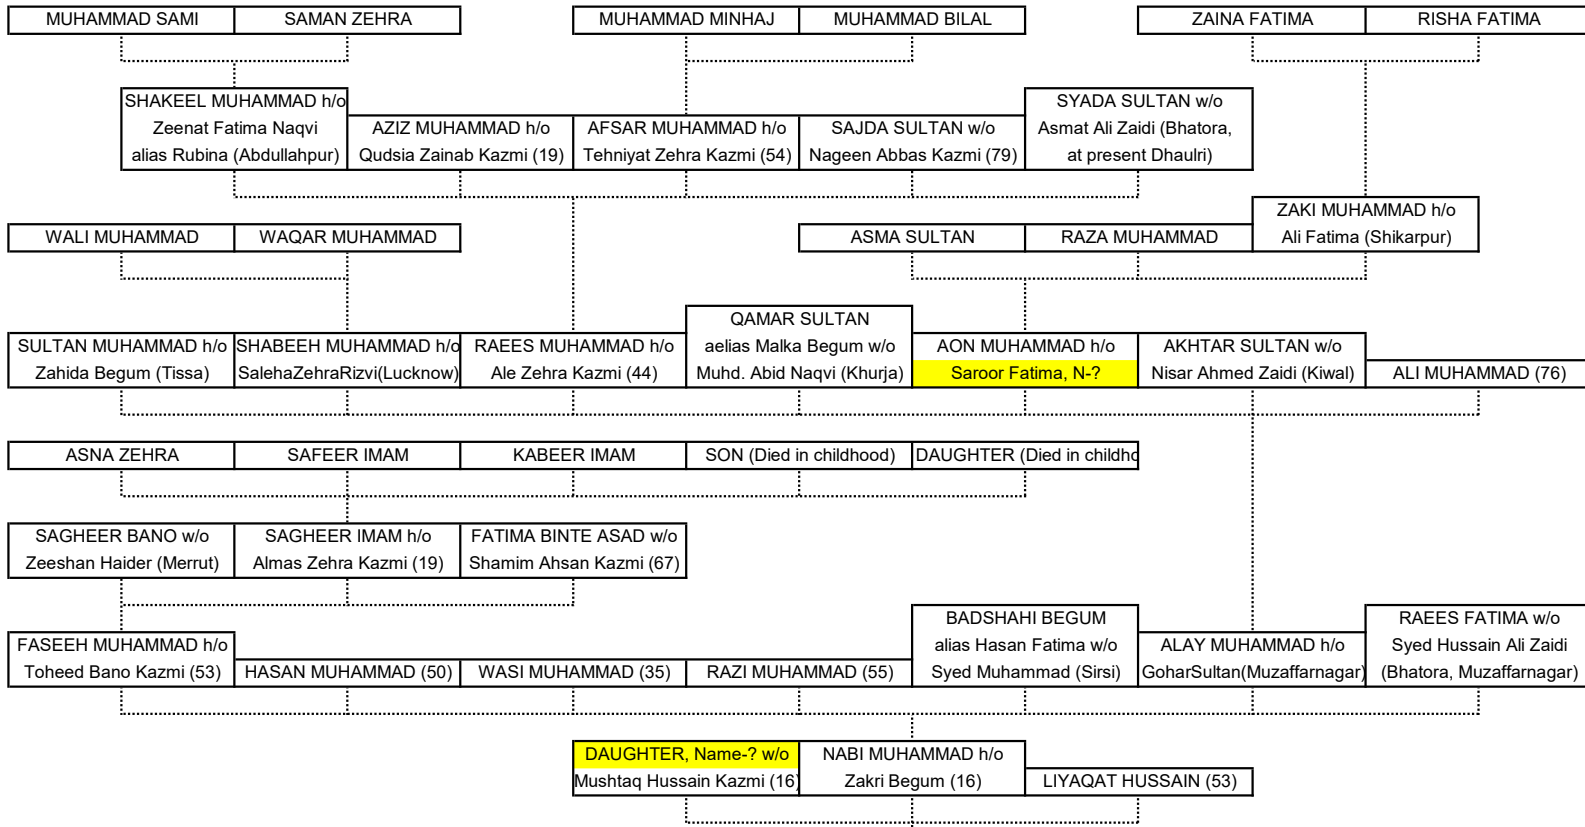 MUHAMMAD SAMI SAMAN ZEHRA MUHAMMAD MINHAJ MUHAMMAD BILAL ZAINA FATIMA RISHA FATIMA
SHAKEEL MUHAMMAD h/o
Zeenat Fatima Naqvi
alias Rubina (Abdullahpur)
AZIZ MUHAMMAD h/o
Qudsia Zainab Kazmi (19)
AFSAR MUHAMMAD h/o
Tehniyat Zehra Kazmi (54)
SAJDA SULTAN w/o
Nageen Abbas Kazmi (79)
SYADA SULTAN w/o
Asmat Ali Zaidi (Bhatora,
at present Dhaulri)
WALI MUHAMMAD
WAQAR MUHAMMAD
ASMA SULTAN
RAZA MUHAMMAD
ZAKI MUHAMMAD h/o
Ali Fatima (Shikarpur)
SULTAN MUHAMMAD h/o
Zahida Begum (Tissa)
SHABEEH MUHAMMAD h/o
SalehaZehraRizvi(Lucknow)
RAEES MUHAMMAD h/o
Ale Zehra Kazmi (44)
QAMAR SULTAN
aelias Malka Begum w/o
Muhd. Abid Naqvi (Khurja)
AON MUHAMMAD h/o
Saroor Fatima, N-?
AKHTAR SULTAN w/o
Nisar Ahmed Zaidi (Kiwal)
ALI MUHAMMAD (76)
ASNA ZEHRA
SAFEER IMAM
KABEER IMAM
SON (Died in childhood)
DAUGHTER (Died in childho
SAGHEER BANO w/o
Zeeshan Haider (Merrut)
SAGHEER IMAM h/o
Almas Zehra Kazmi (19)
FATIMA BINTE ASAD w/o
Shamim Ahsan Kazmi (67)
FASEEH MUHAMMAD h/o
Toheed Bano Kazmi (53)
HASAN MUHAMMAD (50)
WASI MUHAMMAD (35)
RAZI MUHAMMAD (55)
BADSHAHI BEGUM
alias Hasan Fatima w/o
Syed Muhammad (Sirsi)
ALAY MUHAMMAD h/o
GoharSultan(Muzaffarnagar)
RAEES FATIMA w/o
Syed Hussain Ali Zaidi
(Bhatora, Muzaffarnagar)
DAUGHTER, Name-? w/o
Mushtaq Hussain Kazmi (16)
NABI MUHAMMAD h/o
Zakri Begum (16)
LIYAQAT HUSSAIN (53)